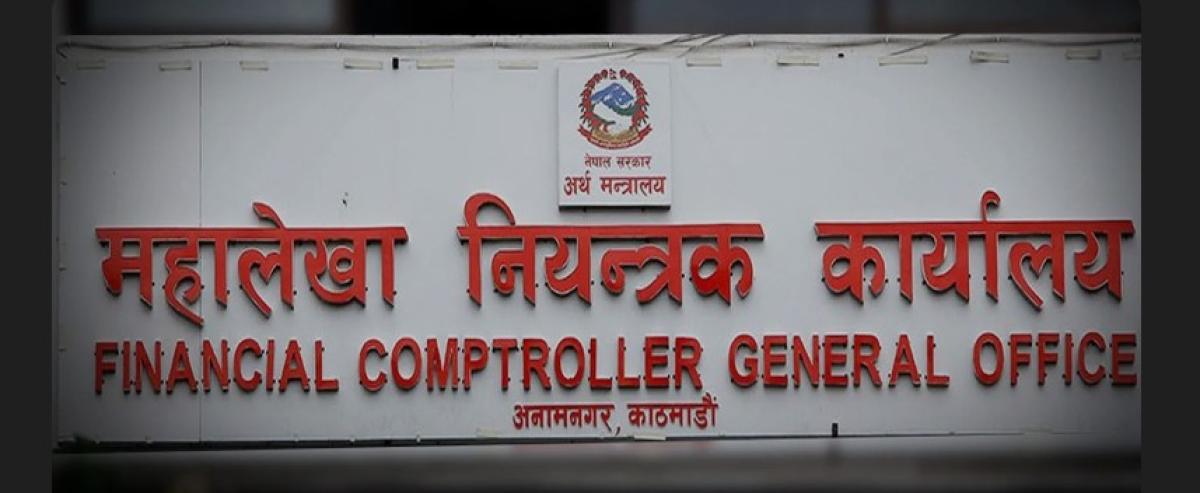 नेपाल सरकार
अर्थ मन्त्रालय
महालेखा नियन्त्रक कार्यालय
FINANCIAL COMPTROLLER GENERAL OFFICE
अनामनगर, काठमाडौं